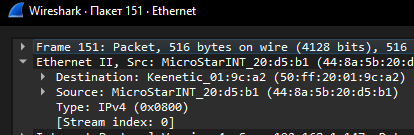 Wireshark · Пакет 151 · Ethernet
Frame 151: Packet, 516 bytes on wire (4128 bits), 516
Ethernet II, Src: MicroStarINT_20:d5:b1 (44:8a:5b:20:d5
Destination: Keenetic_01:9c:a2 (50:ff:20:01:9c:a2)
Source: MicroStarINT_20:d5:b1 (44:8a:5b:20:d5:b1)
Type: IPv4 (0x0800)
[Stream index: 0]